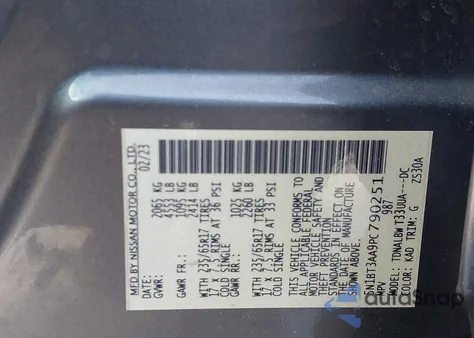 MFD BY NISSAN MOTOR CO., LTD.
02/23
GVWR: 2065 KG
4552 LB
GAWR FR: 1095 KG
2414 LB
WITH 235/65R17 TIRES
17 X 7.5 RIMS AT 36 PSI
COLD SINGLE
GAWR RR: 1025 KG
2260 LB
WITH 235/65R17 TIRES
17 X 7.5 RIMS AT 33 PSI
COLD SINGLE
THIS VEHICLE CONFORMS TO
ALL APPLICABLE FEDERAL
MOTOR VEHICLE SAFETY AND
THEFT PREVENTION
STANDARDS IN EFFECT ON
THE DATE OF MANUFACTURE
SHOWN ABOVE.
5N1BT3AA9PC790251
MPV 987
MODEL TDNALBW T33UUA---DC
COLOR KAD TRIM: G
ZS30A
autoSnap